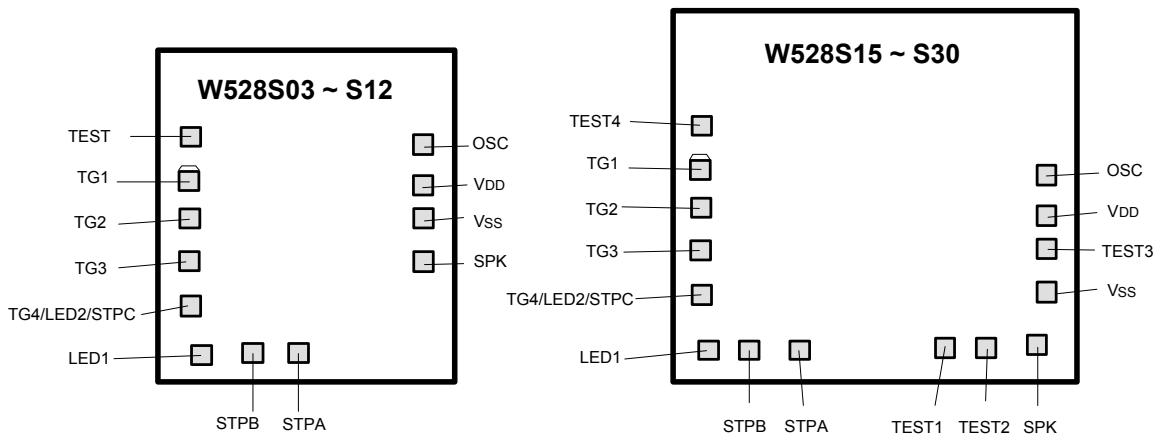 W528S03 ~ S12
TEST
TG1
TG2
TG3
TG4/LED2/STPC
LED1
STPB
STPA
OSC
VDD
VSS
SPK
W528S15 ~ S30
TEST4
TG1
TG2
TG3
TG4/LED2/STPC
LED1
STPB
STPA
TEST1
TEST2
SPK
OSC
VDD
TEST3
VSS